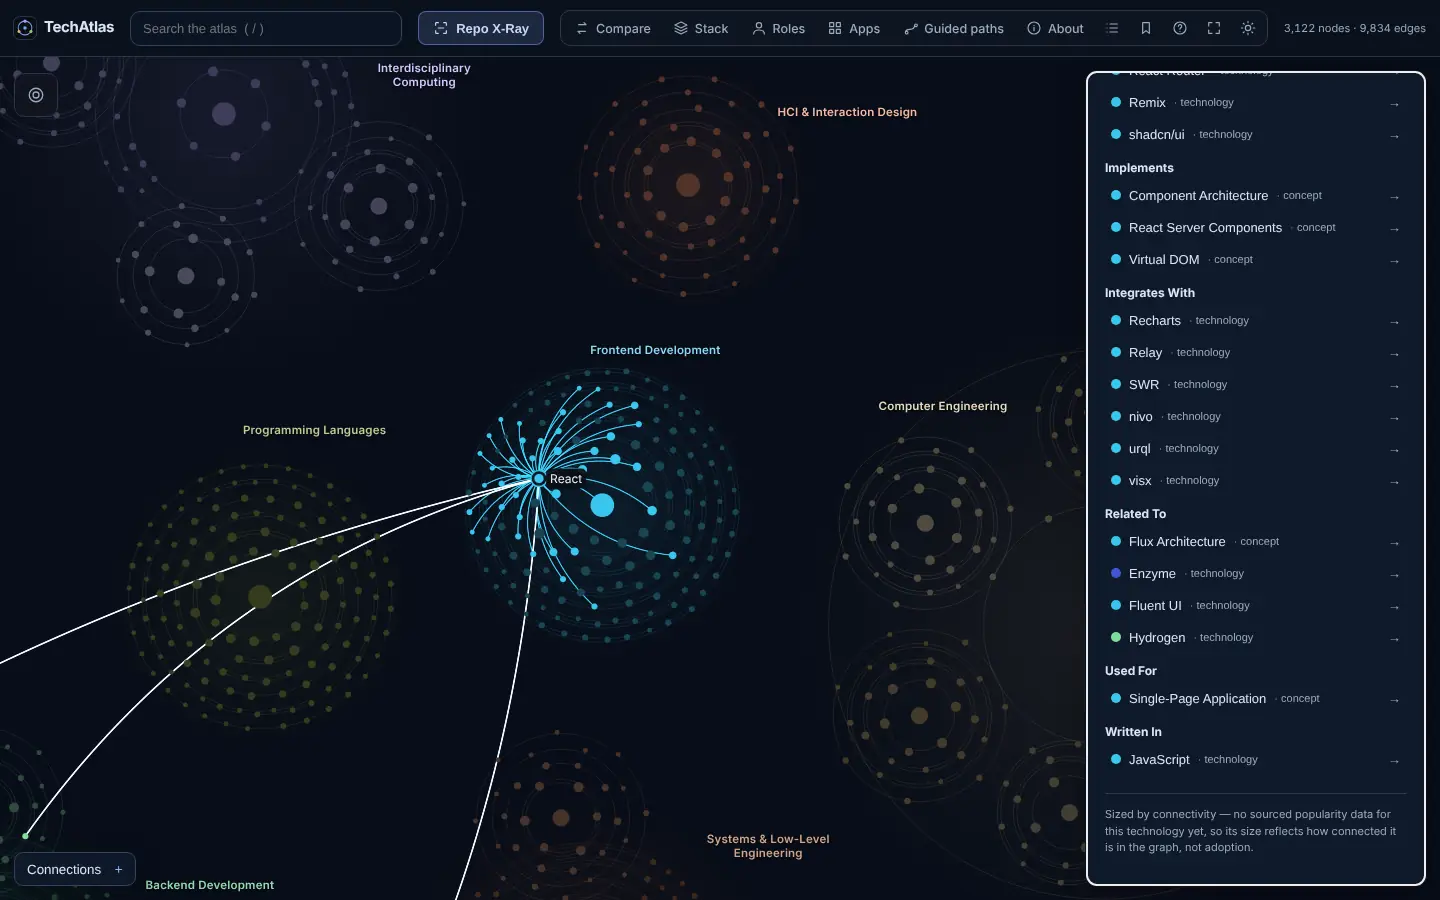 TechAtlas
Search the atlas ( / )
Repo X-Ray
Compare
Stack
Roles
Apps
Guided paths
About
3,122 nodes · 9,834 edges
Interdisciplinary
Computing
HCI & Interaction Design
Frontend Development
Computer Engineering
Programming Languages
React
Systems & Low-Level
Engineering
Connections +
Backend Development
React Router · technology →
Remix · technology →
shadcn/ui · technology →
Implements
Component Architecture · concept →
React Server Components · concept →
Virtual DOM · concept →
Integrates With
Recharts · technology →
Relay · technology →
SWR · technology →
nivo · technology →
urql · technology →
visx · technology →
Related To
Flux Architecture · concept →
Enzyme · technology →
Fluent UI · technology →
Hydrogen · technology →
Used For
Single-Page Application · concept →
Written In
JavaScript · technology →
Sized by connectivity — no sourced popularity data for
this technology yet, so its size reflects how connected it
is in the graph, not adoption.